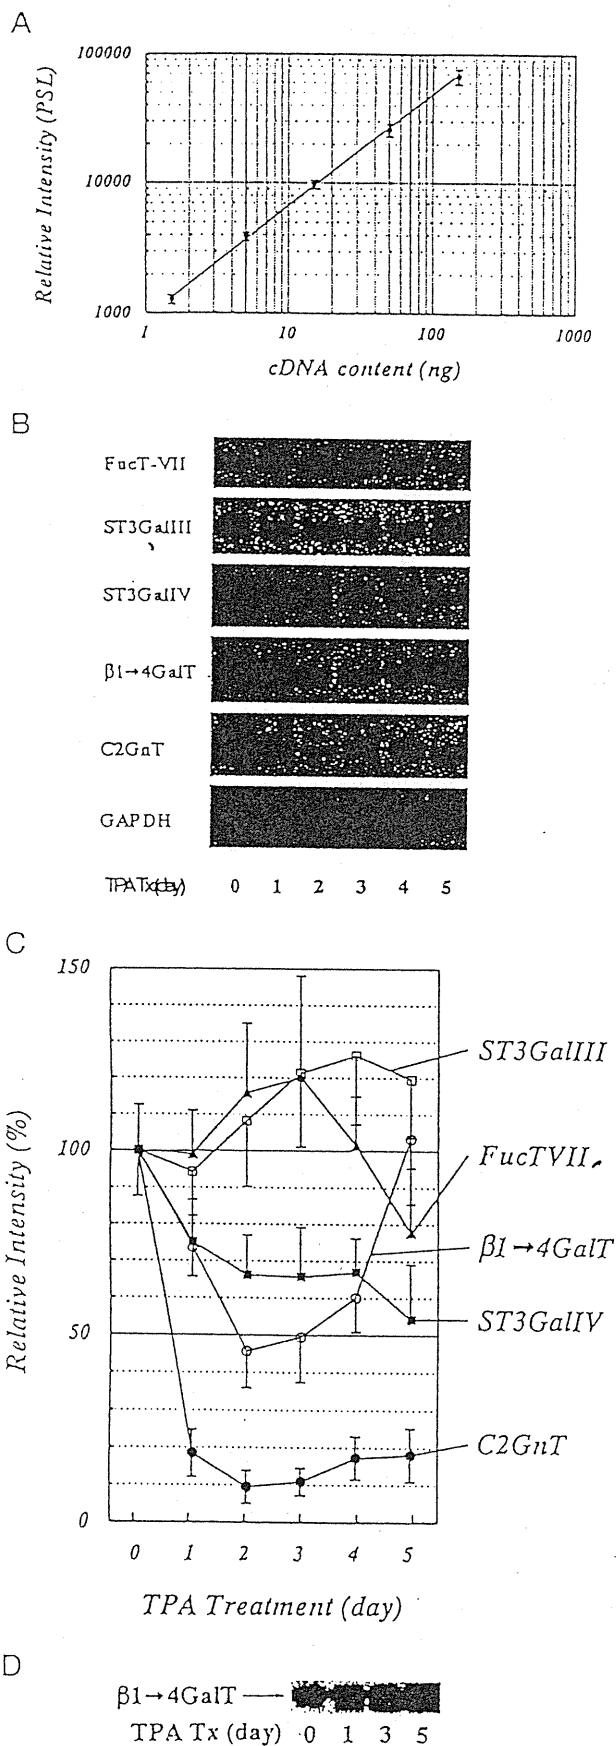 A
Relative Intensity (PSL)
100000
10000
1000
1 10 100 1000
cDNA content (ng)
B
FucT-VII
ST3GalIII
ST3GalIV
β1→4GalT
C2GnT
GAPDH
TPA Tx(day) 0 1 2 3 4 5
C
Relative Intensity (%)
150
100
50
0
ST3GalIII
FucTVII
β1→4GalT
ST3GalIV
C2GnT
0 1 2 3 4 5
TPA Treatment (day)
D
β1→4GalT
TPA Tx (day) 0 1 3 5